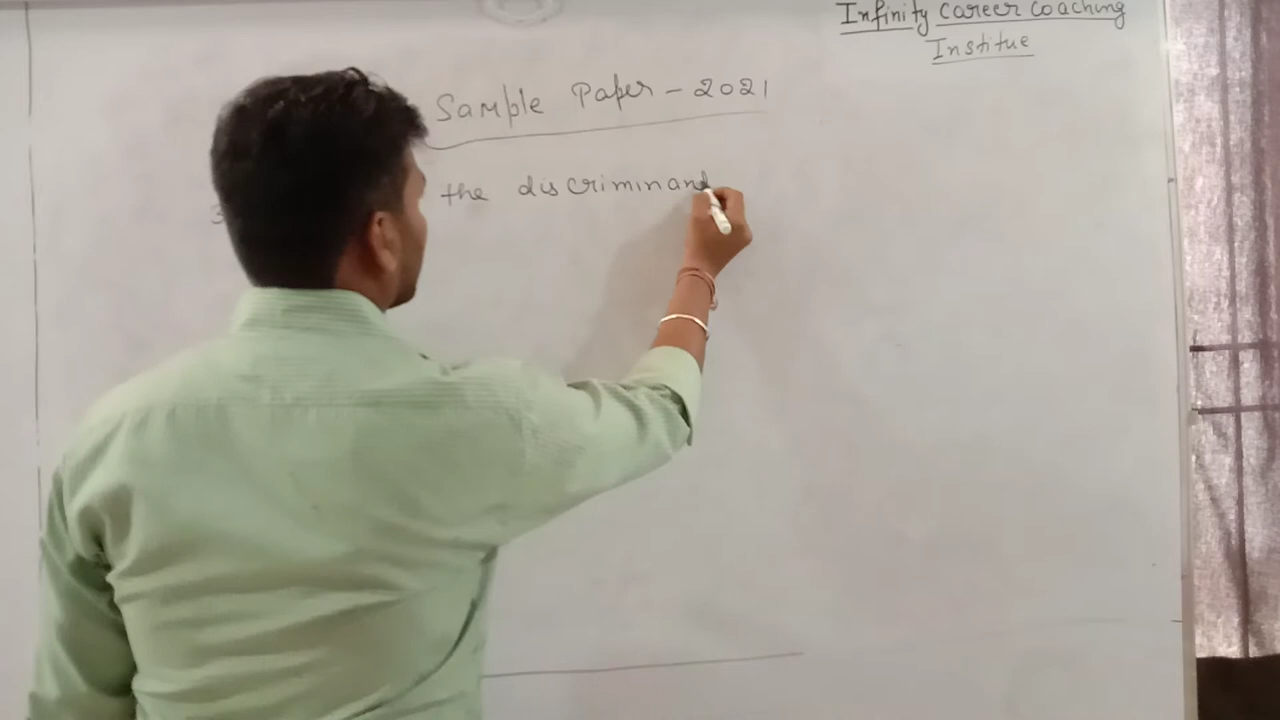 Infinity Career Coaching
Institue
Sample Paper - 2021
the discriminand